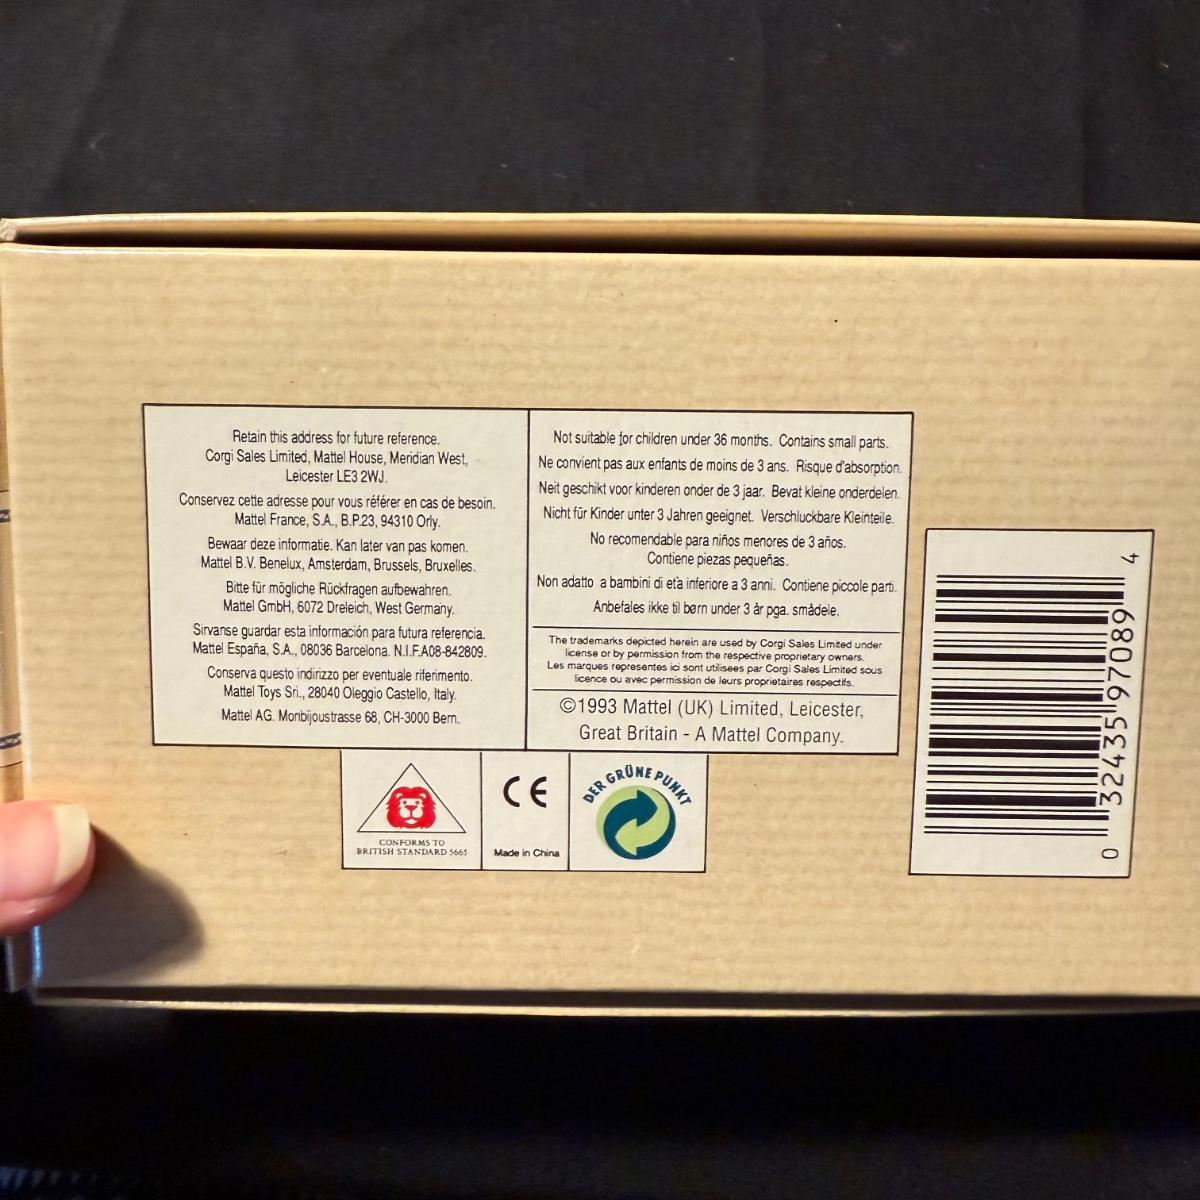 Retain this address for future reference.
Corgi Sales Limited, Mattel House, Meridian West,
Leicester LE3 2WJ.
Conservez cette adresse pour vous référer en cas de besoin.
Mattel France, S.A., B.P.23, 94310 Orly.
Bewaar deze informatie. Kan later van pas komen.
Mattel B.V. Benelux, Amsterdam, Brussels, Bruxelles.
Bitte für mögliche Rückfragen aufbewahren.
Mattel GmbH, 6072 Dreleich, West Germany.
Sirvanse guardar esta información para futura referencia.
Mattel España, S.A., 08036 Barcelona. N.I.F.A08-842809.
Conserva questo indirizzo per eventuale riferimento.
Mattel Toys Sri., 28040 Oleggio Castello, Italy.
Mattel AG. Monbijoustrasse 68, CH-3000 Bern.
Not suitable for children under 36 months. Contains small parts.
Ne convient pas aux enfants de moins de 3 ans. Risque d'absorption.
Neit geschikt voor kinderen onder de 3 jaar. Bevat kleine onderdelen.
Nicht für Kinder unter 3 Jahren geeignet. Verschluckbare Kleinteile.
No recomendable para niños menores de 3 años.
Contiene piezas pequeñas.
Non adatto a bambini di età inferiore a 3 anni. Contiene piccole parti.
Anbefales ikke til børn under 3 år pga. smådele.
The trademarks depicted herein are used by Corgi Sales Limited under
license or by permission from the respective proprietary owners.
Les marques representes ici sont utilisees par Corgi Sales Limited sous
licence ou avec permission de leurs proprietaires respectifs.
©1993 Mattel (UK) Limited, Leicester,
Great Britain - A Mattel Company.
CONFORMS TO
BRITISH STANDARD 5665
CE
Made in China
DER GRÜNE PUNKT
0 32435 97089 4